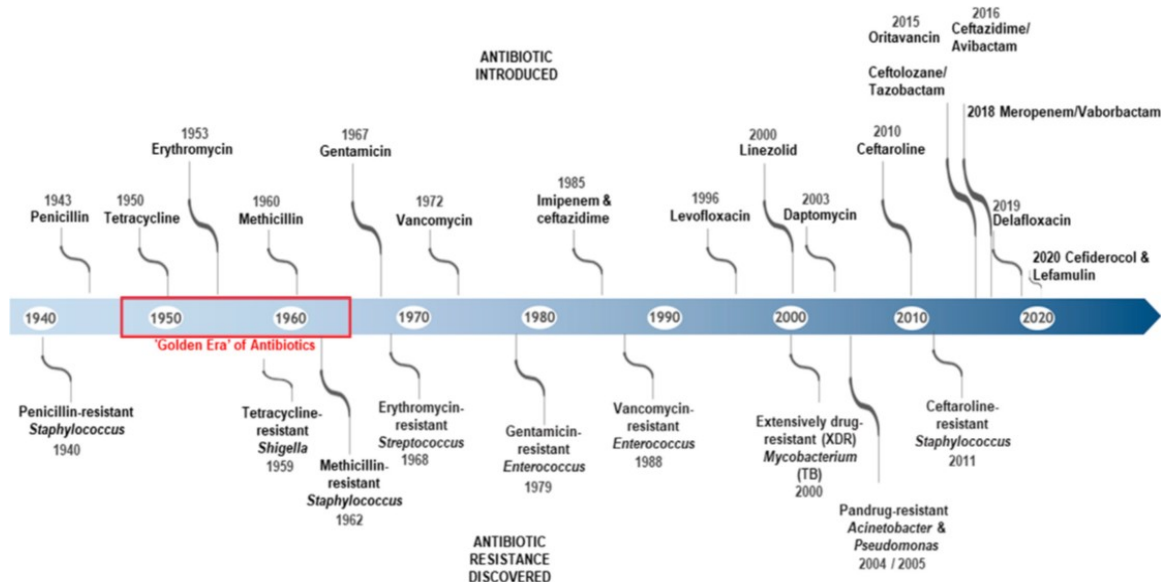 ANTIBIOTIC
INTRODUCED
1943
Penicillin
1950
Tetracycline
1953
Erythromycin
1960
Methicillin
1967
Gentamicin
1972
Vancomycin
1985
Imipenem &
ceftazidime
1996
Levofloxacin
2000
Linezolid
2003
Daptomycin
2010
Ceftaroline
2015
Oritavancin
Ceftolozane/
Tazobactam
2016
Ceftazidime/
Avibactam
2018 Meropenem/Vaborbactam
2019
Delafloxacin
2020 Cefiderocol &
Lefamulin
1940
1950
1960
1970
1980
1990
2000
2010
2020
'Golden Era' of Antibiotics
Penicillin-resistant
Staphylococcus
1940
Tetracycline-
resistant
Shigella
1959
Methicillin-
resistant
Staphylococcus
1962
Erythromycin-
resistant
Streptococcus
1968
Gentamicin-
resistant
Enterococcus
1979
Vancomycin-
resistant
Enterococcus
1988
Extensively drug-
resistant (XDR)
Mycobacterium
(TB)
2000
Pandrug-resistant
Acinetobacter &
Pseudomonas
2004 / 2005
Ceftaroline-
resistant
Staphylococcus
2011
ANTIBIOTIC
RESISTANCE
DISCOVERED